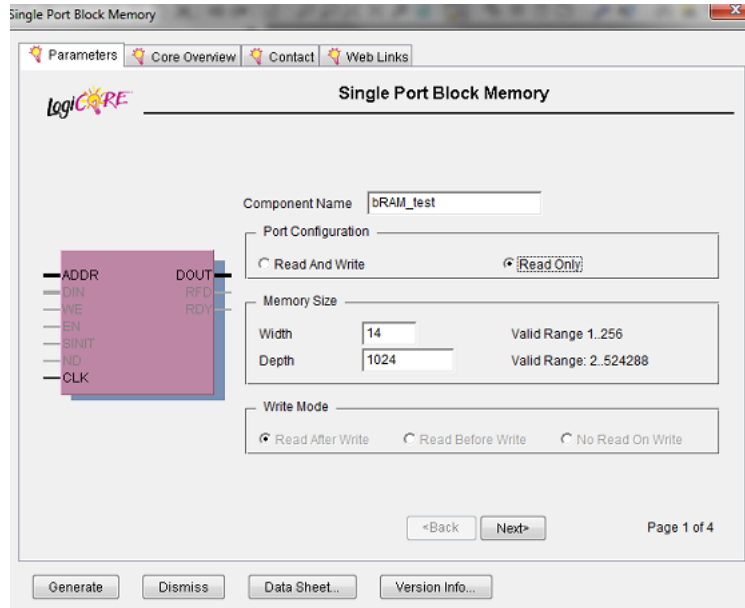 Single Port Block Memory
Parameters Core Overview Contact Web Links
LogiCORE
Single Port Block Memory
Component Name bRAM_test
Port Configuration
Read And Write Read Only
ADDR DOUT
DIN RFD
WE RDY
EN
SINIT
ND
CLK
Memory Size
Width 14 Valid Range 1..256
Depth 1024 Valid Range: 2..524288
Write Mode
Read After Write Read Before Write No Read On Write
<Back Next> Page 1 of 4
Generate Dismiss Data Sheet... Version Info...